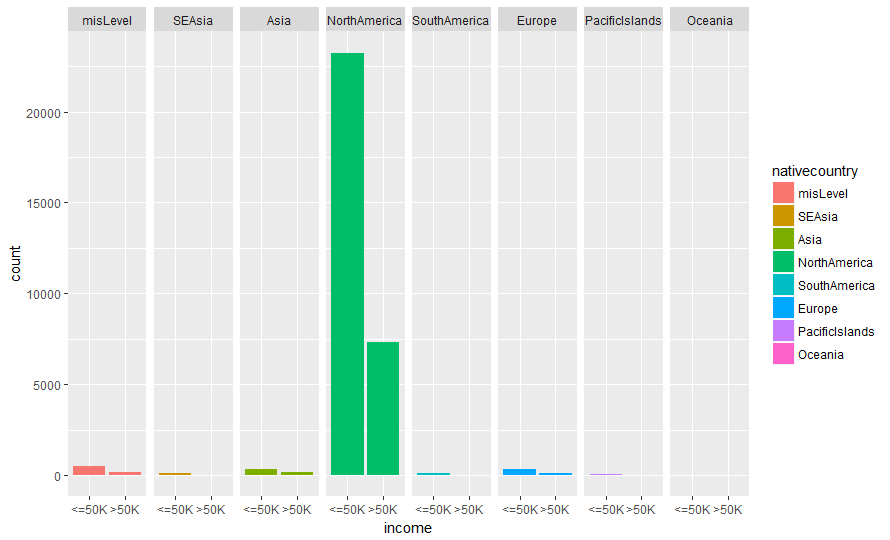 misLevel SEAsia Asia NorthAmerica SouthAmerica Europe PacificIslands Oceania
20000
15000
10000
5000
0
count
<=50K >50K <=50K >50K <=50K >50K <=50K >50K <=50K >50K <=50K >50K <=50K >50K <=50K >50K
income
nativecountry
misLevel
SEAsia
Asia
NorthAmerica
SouthAmerica
Europe
PacificIslands
Oceania